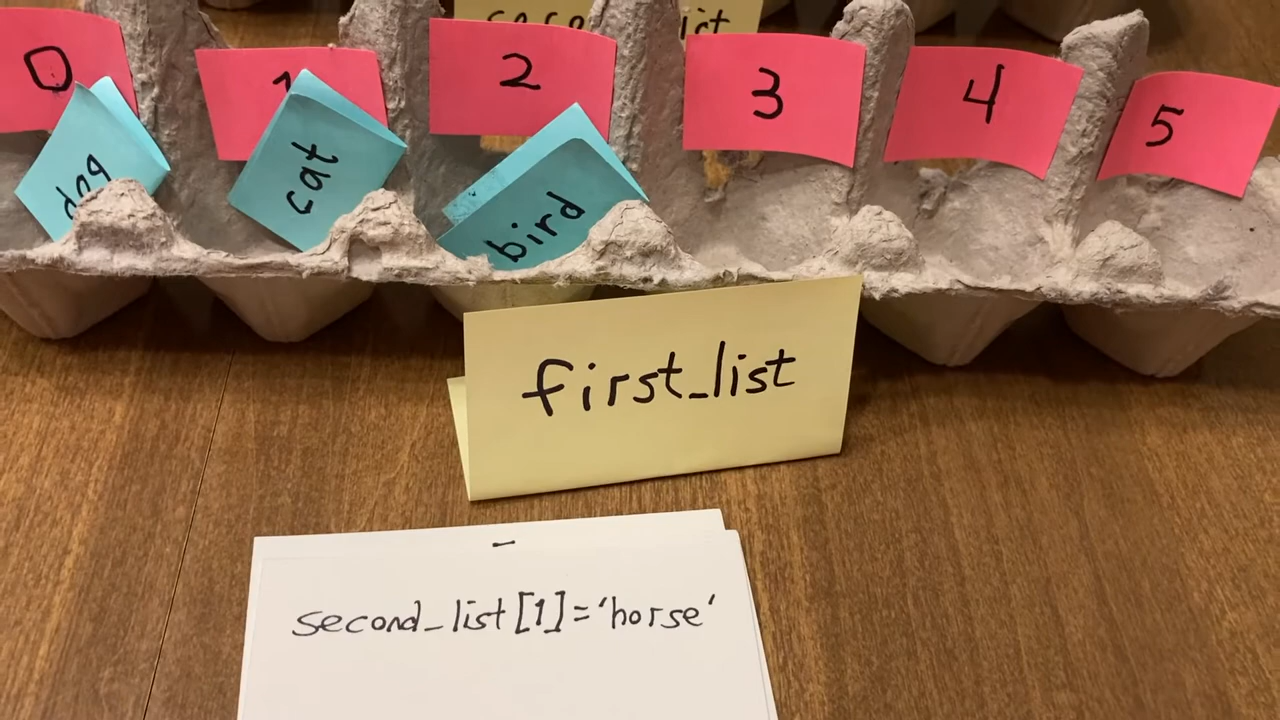 0
1
2
3
4
5
dog
cat
bird
first_list
second_list[1]='horse'